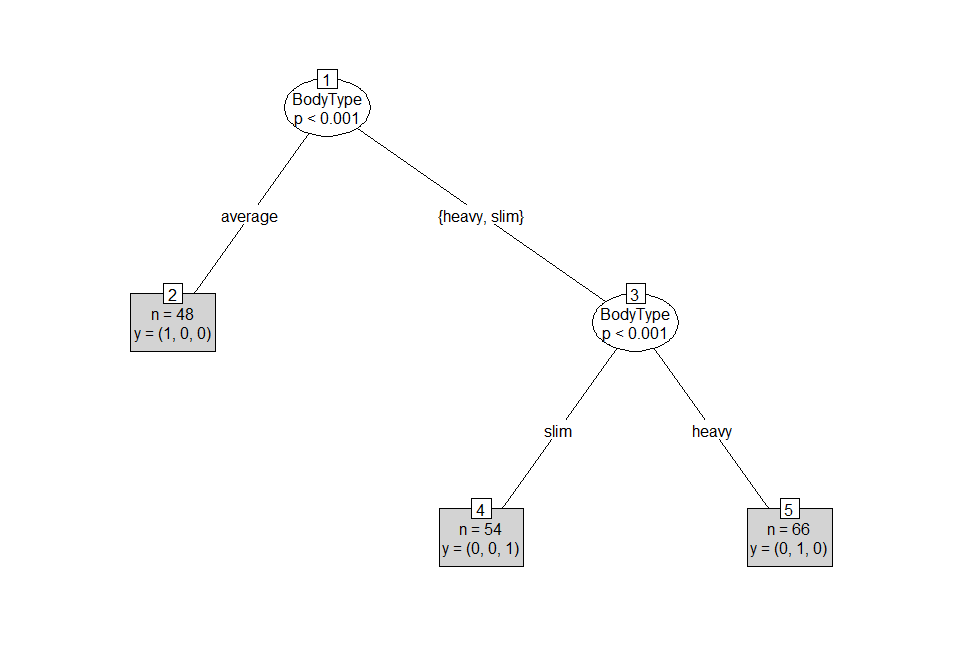 1
BodyType
p < 0.001
average
{heavy, slim}
2
n = 48
y = (1, 0, 0)
3
BodyType
p < 0.001
slim
heavy
4
n = 54
y = (0, 0, 1)
5
n = 66
y = (0, 1, 0)